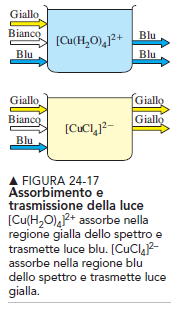 Giallo
Bianco
Blu
[Cu(H₂O)₄]²⁺
Blu
Blu
Giallo
Bianco
Blu
[CuCl₄]²⁻
Giallo
Giallo
▲ FIGURA 24-17
Assorbimento e
trasmissione della luce
[Cu(H₂O)₄]²⁺ assorbe nella
regione gialla dello spettro e
trasmette luce blu. [CuCl₄]²⁻
assorbe nella regione blu
dello spettro e trasmette luce
gialla.